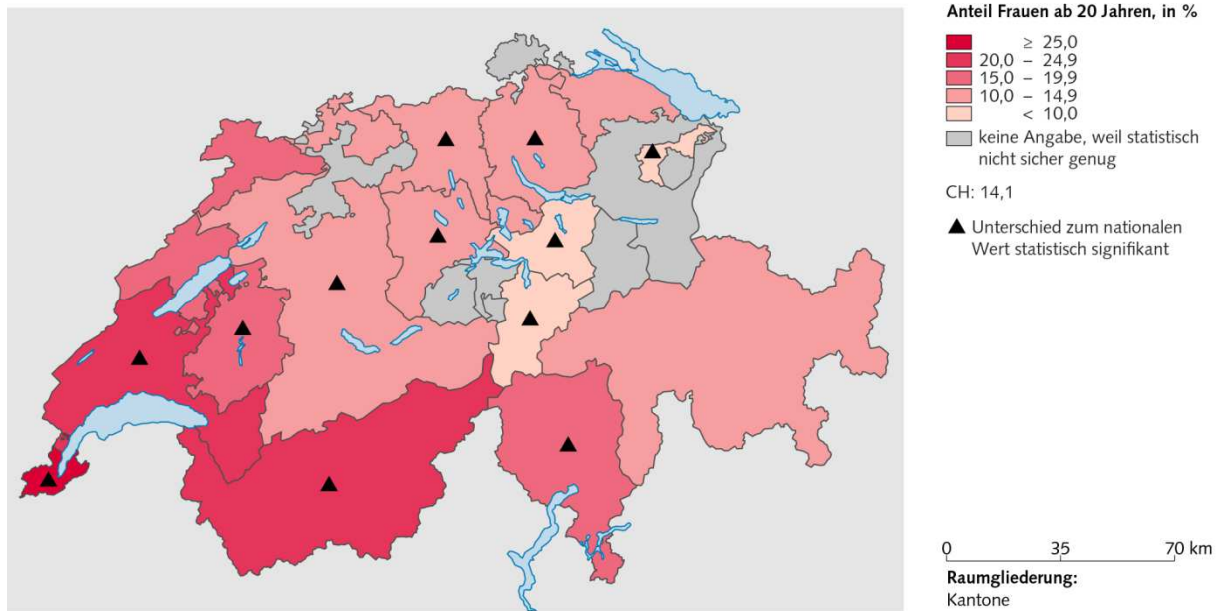 Anteil Frauen ab 20 Jahren, in %
≥ 25,0
20,0 – 24,9
15,0 – 19,9
10,0 – 14,9
< 10,0
keine Angabe, weil statistisch
nicht sicher genug
CH: 14,1
Unterschied zum nationalen
Wert statistisch signifikant
0 35 70 km
Raumgliederung:
Kantone